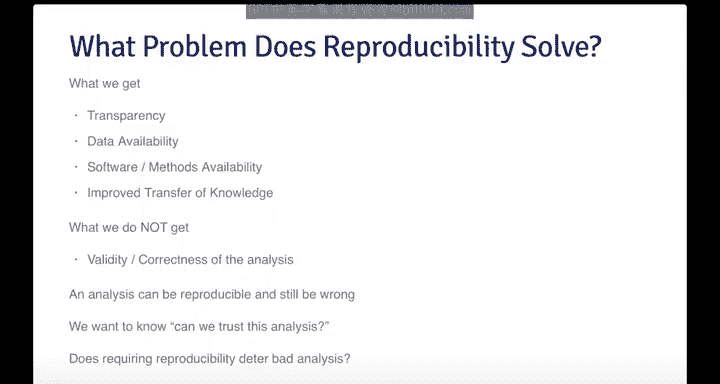 What Problem Does Reproducibility Solve?
What we get
· Transparency
· Data Availability
· Software / Methods Availability
· Improved Transfer of Knowledge
What we do NOT get
· Validity / Correctness of the analysis
An analysis can be reproducible and still be wrong
We want to know “can we trust this analysis?”
Does requiring reproducibility deter bad analysis?